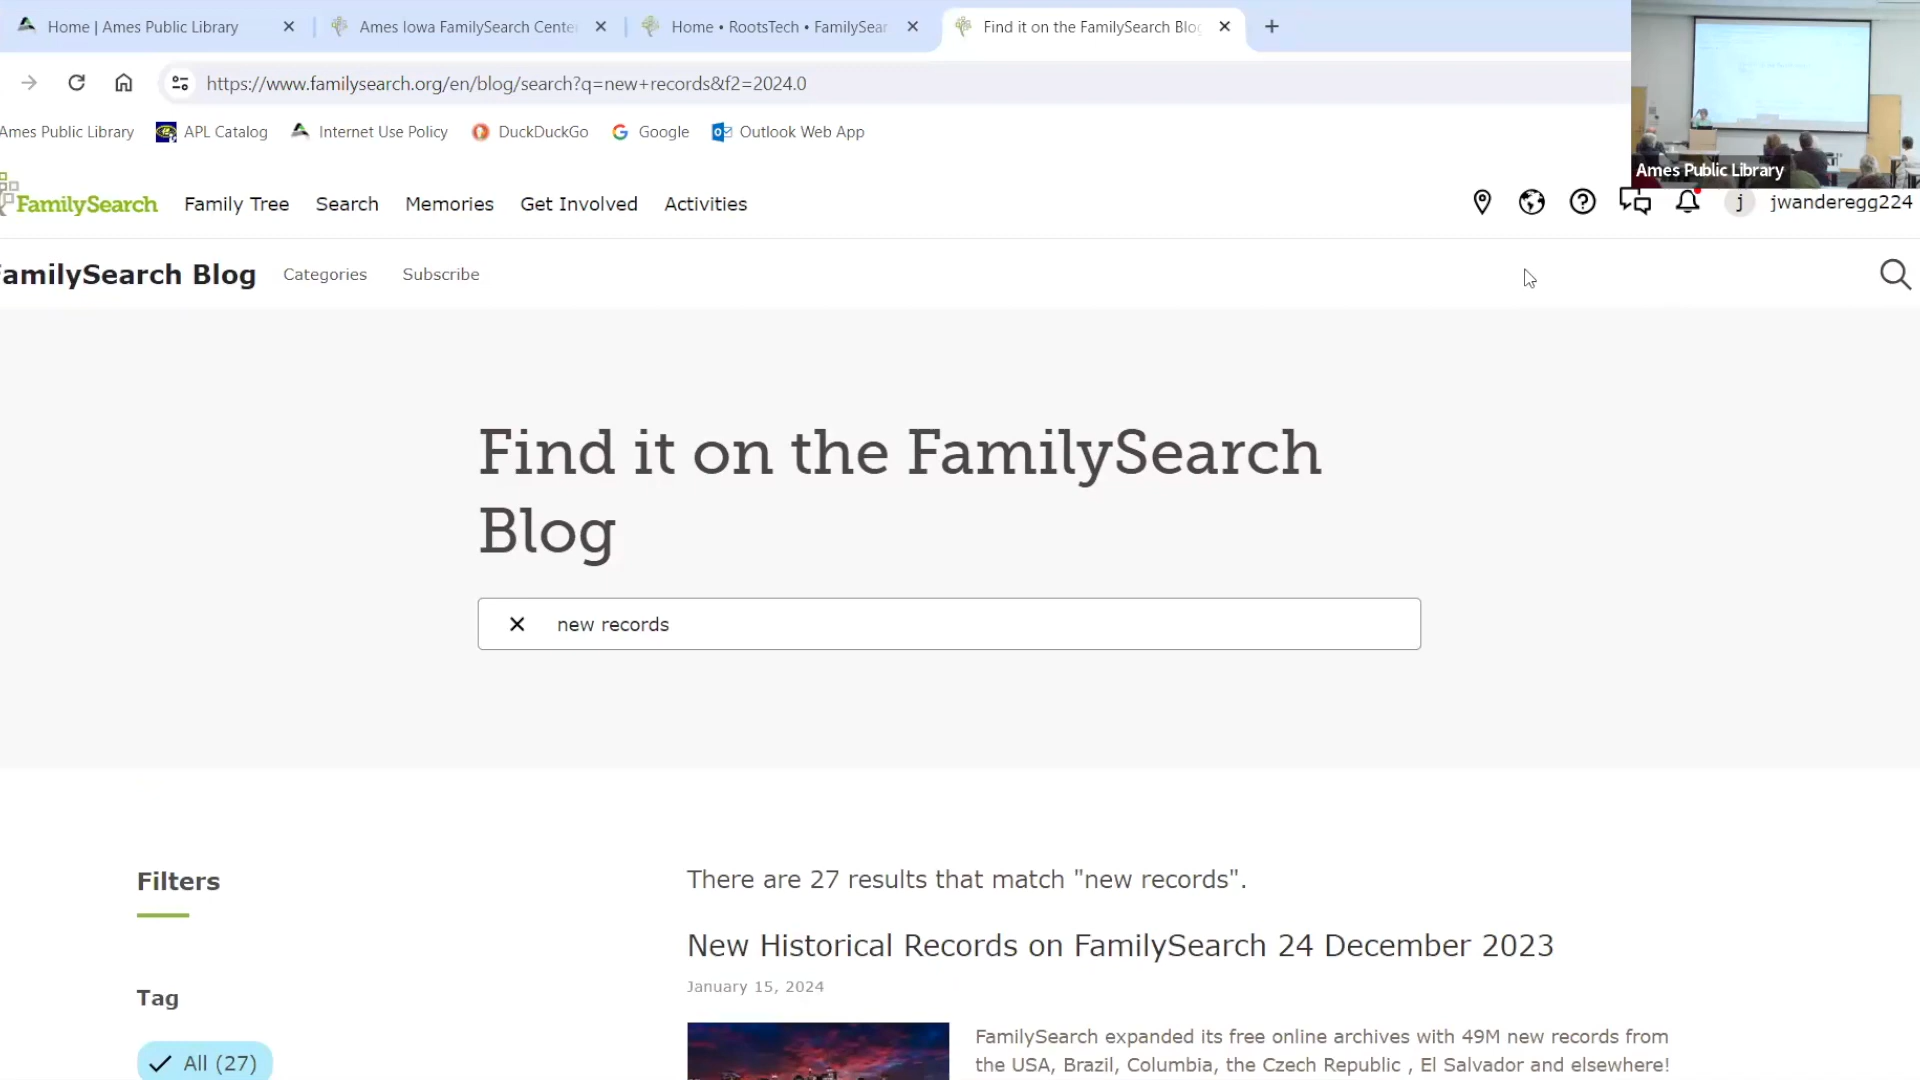 Home | Ames Public Library
Ames Iowa FamilySearch Cente
Home • RootsTech • FamilySear
Find it on the FamilySearch Blog
https://www.familysearch.org/en/blog/search?q=new+records&f2=2024.0
Ames Public Library
APL Catalog
Internet Use Policy
DuckDuckGo
Google
Outlook Web App
Ames Public Library
FamilySearch
Family Tree
Search
Memories
Get Involved
Activities
j
jwanderegg224
amilySearch Blog
Categories
Subscribe
Find it on the FamilySearch
Blog
new records
Filters
There are 27 results that match "new records".
New Historical Records on FamilySearch 24 December 2023
January 15, 2024
Tag
All (27)
FamilySearch expanded its free online archives with 49M new records from
the USA, Brazil, Columbia, the Czech Republic , El Salvador and elsewhere!